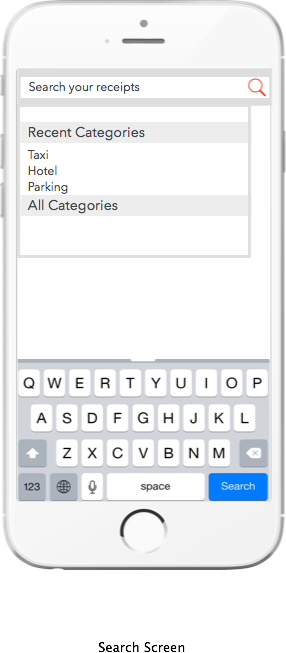 Search your receipts
Recent Categories
Taxi
Hotel
Parking
All Categories
Q W E R T Y U I O P
A S D F G H J K L
Z X C V B N M
123 space Search
Search Screen